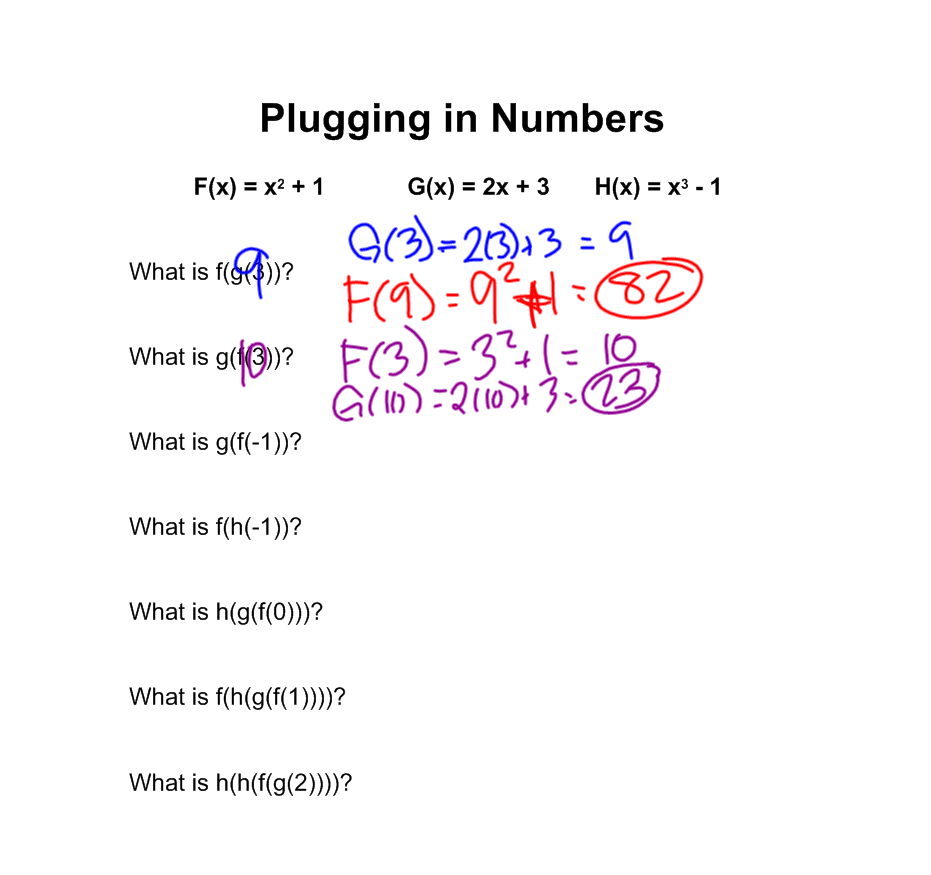 Plugging in Numbers
F(x) = x² + 1 G(x) = 2x + 3 H(x) = x³ - 1
G(3) = 2(3) + 3 = 9
What is f(g(3))? 9
F(9) = 9² + 1 = 82
What is g(f(3))? 10
F(3) = 3² + 1 = 10
G(10) = 2(10) + 3 = 23
What is g(f(-1))?
What is f(h(-1))?
What is h(g(f(0)))?
What is f(h(g(f(1))))?
What is h(h(f(g(2))))?